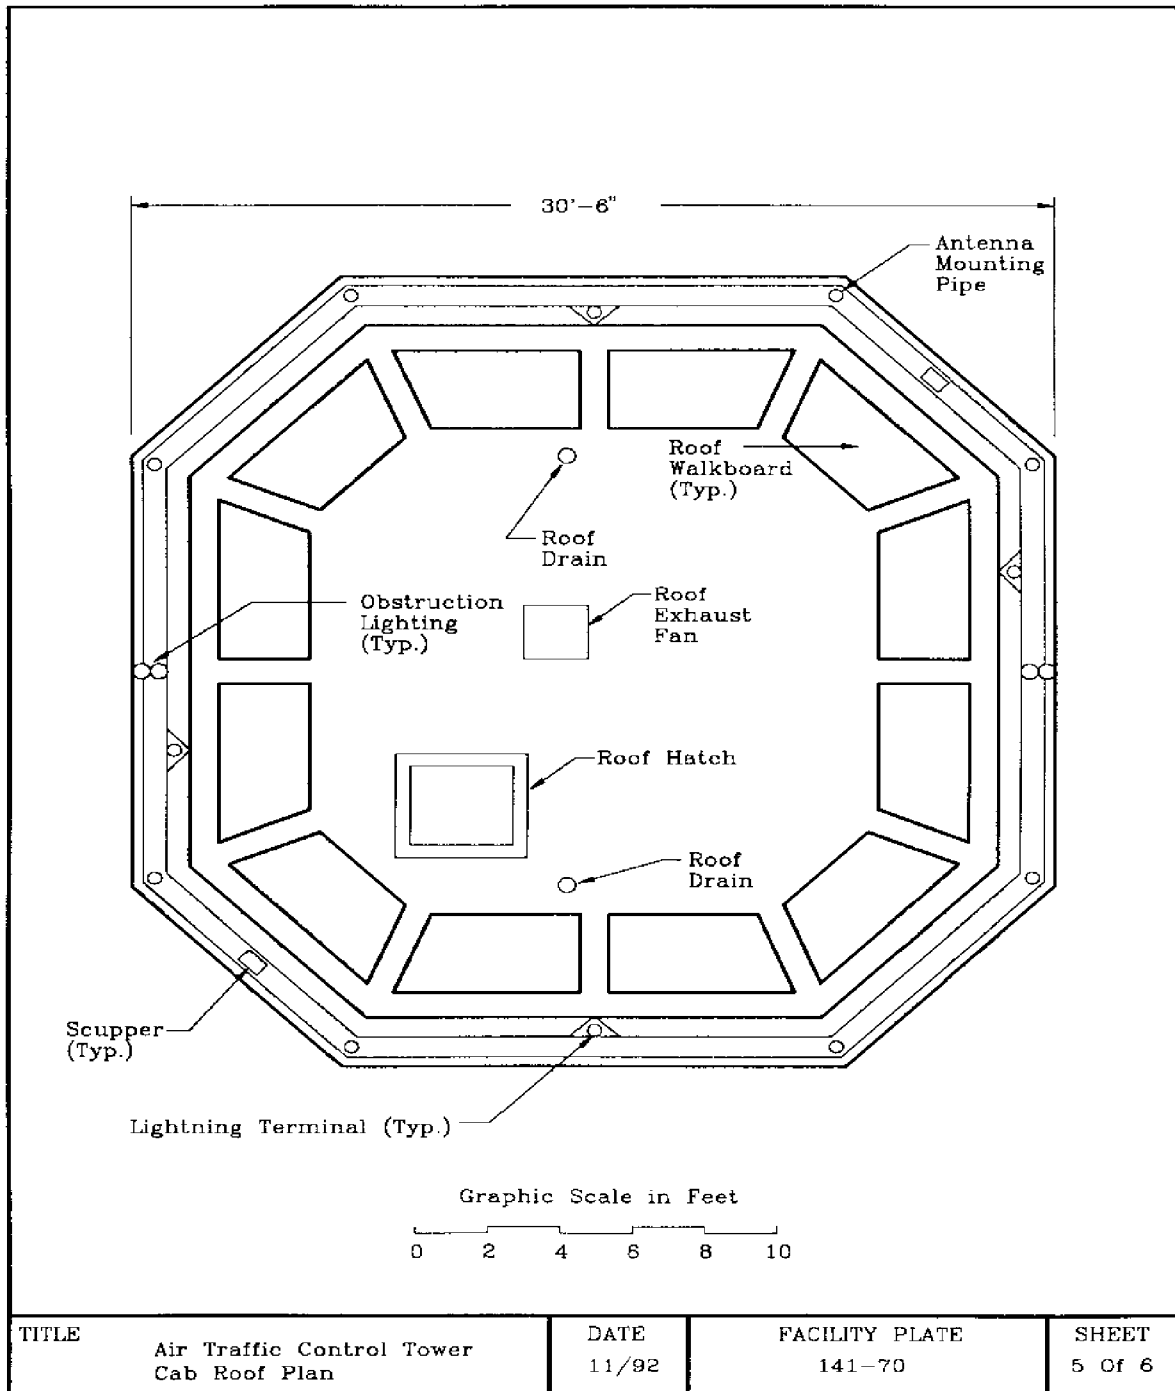 30'-6"
Antenna
Mounting
Pipe
Roof
Walkboard
(Typ.)
Roof
Drain
Obstruction
Lighting
(Typ.)
Roof
Exhaust
Fan
Roof Hatch
Roof
Drain
Scupper
(Typ.)
Lightning Terminal (Typ.)
Graphic Scale in Feet
0 2 4 6 8 10
TITLE
Air Traffic Control Tower
Cab Roof Plan
DATE
11/92
FACILITY PLATE
141-70
SHEET
5 Of 6